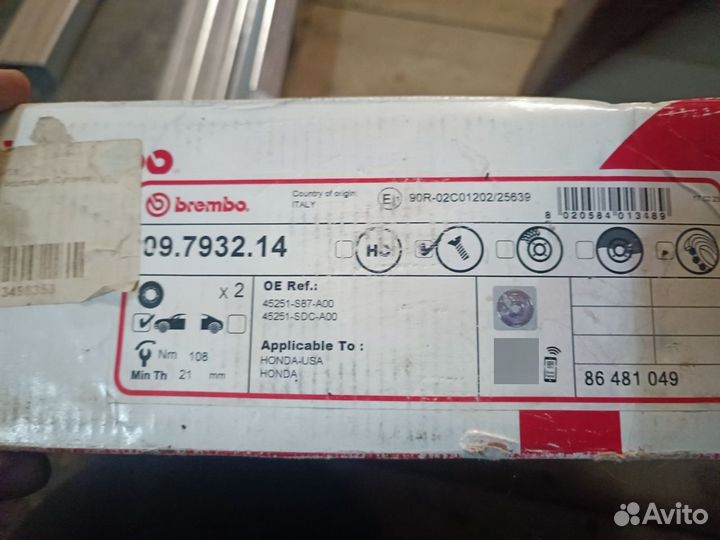 brembo.
Country of origin:
ITALY
E1 90R-02C01202/25639
8 020584 013489
09.7932.14
HC
x 2
OE Ref.:
45251-S87-A00
45251-SDC-A00
Nm 108
Min Th 21 mm
Applicable To :
HONDA-USA
HONDA
86 481 049
Avito